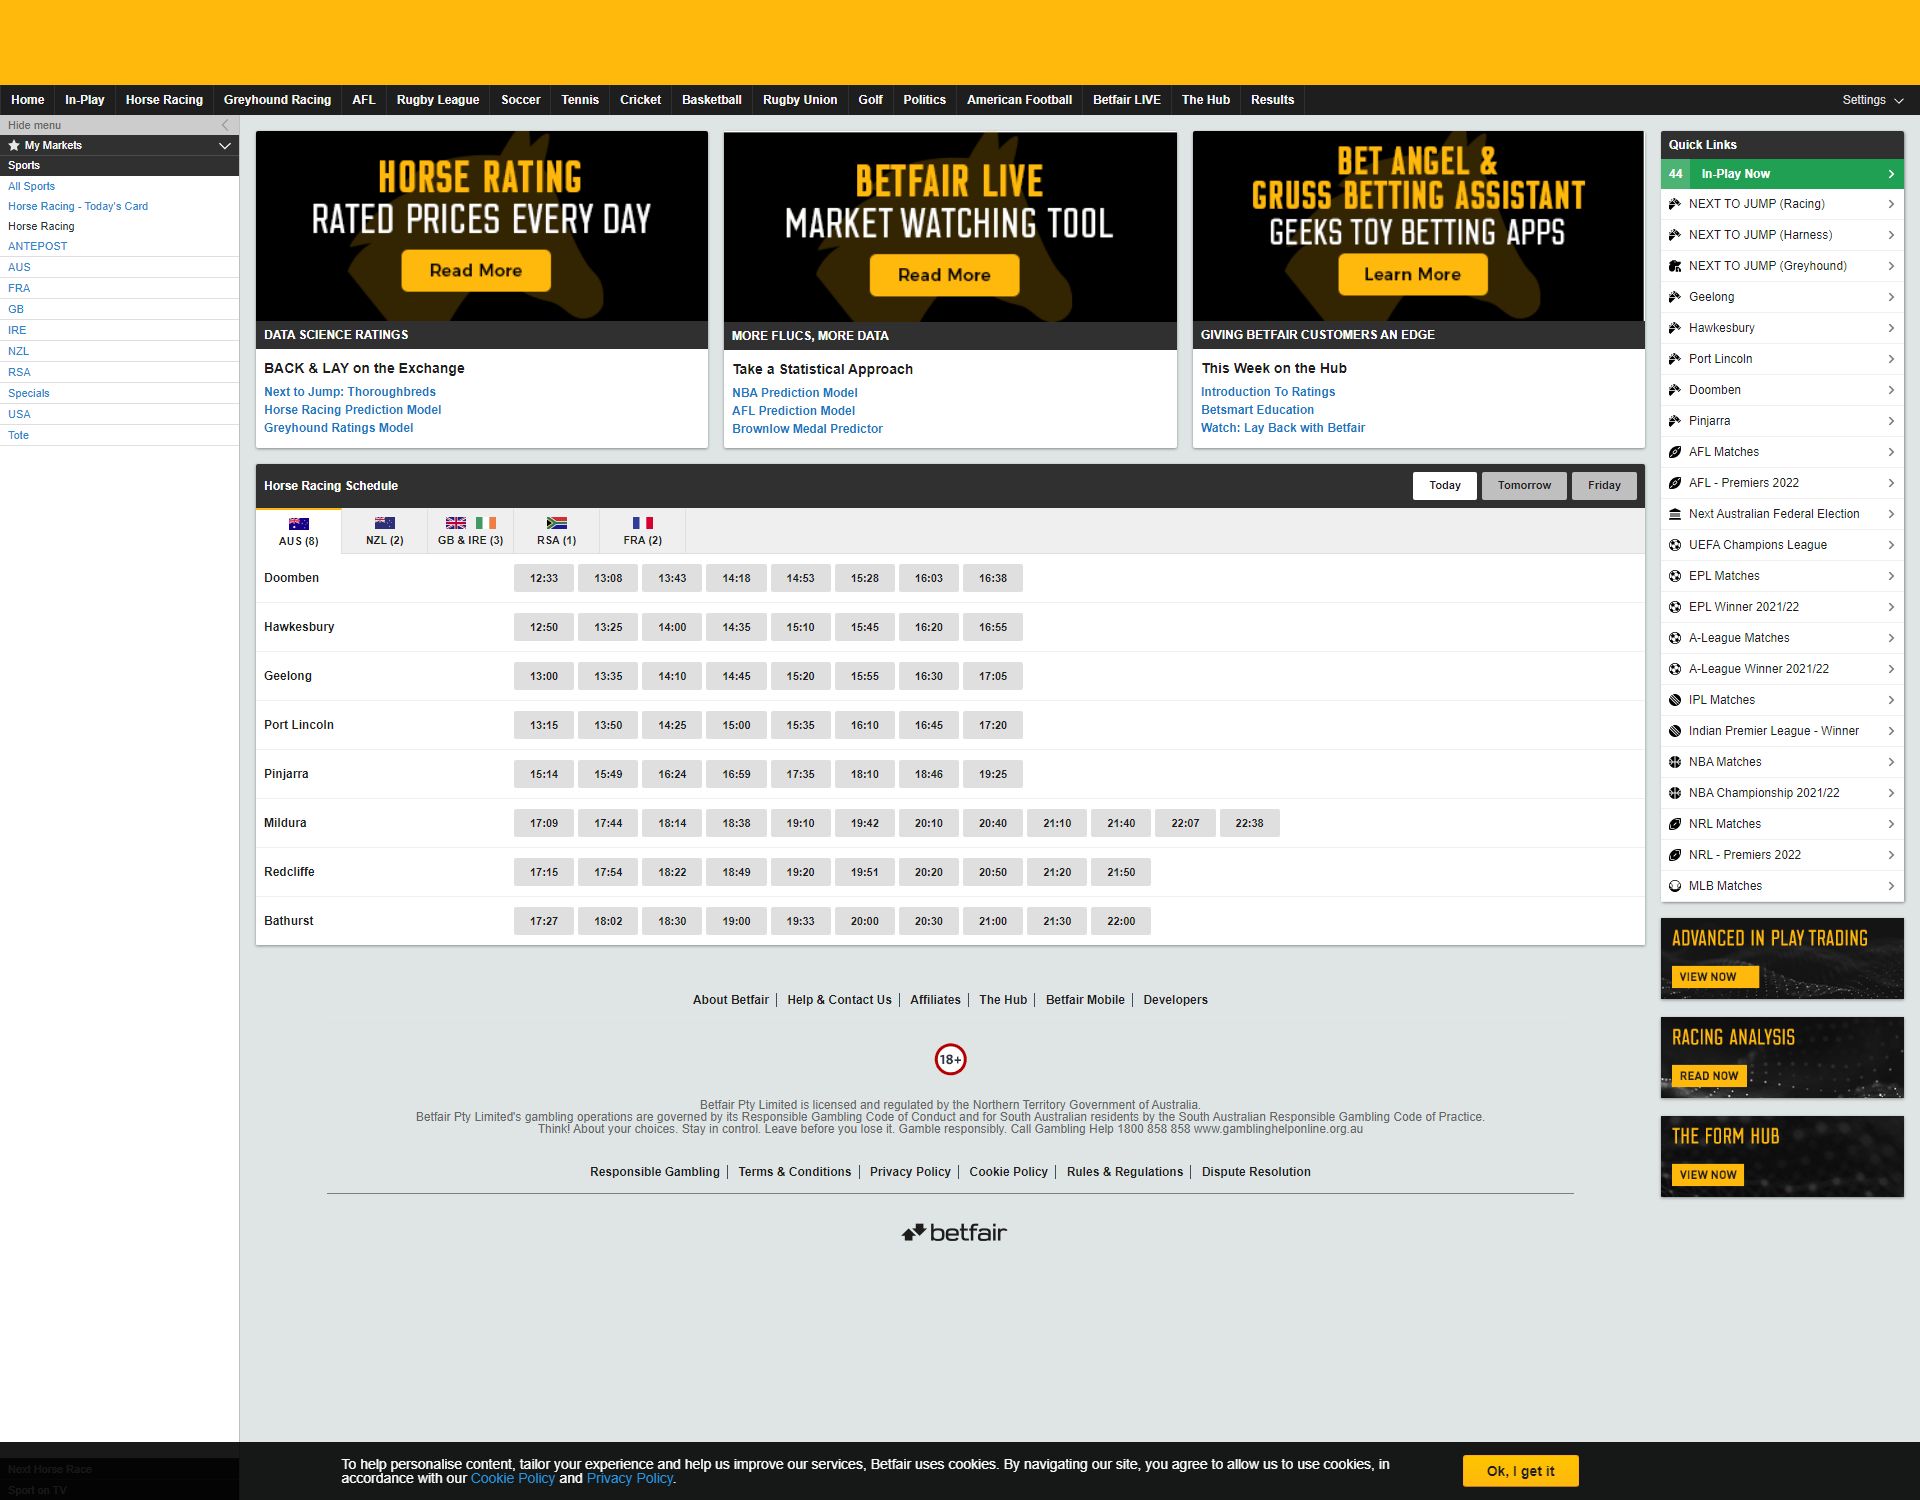 Home In-Play Horse Racing Greyhound Racing AFL Rugby League Soccer Tennis Cricket Basketball Rugby Union Golf Politics American Football Betfair LIVE The Hub Results Settings
Hide menu
My Markets
Sports
All Sports
Horse Racing - Today's Card
Horse Racing
ANTEPOST
AUS
FRA
GB
IRE
NZL
RSA
Specials
USA
Tote
HORSE RATING
RATED PRICES EVERY DAY
Read More
DATA SCIENCE RATINGS
BACK & LAY on the Exchange
Next to Jump: Thoroughbreds
Horse Racing Prediction Model
Greyhound Ratings Model
BETFAIR LIVE
MARKET WATCHING TOOL
Read More
MORE FLUCS, MORE DATA
Take a Statistical Approach
NBA Prediction Model
AFL Prediction Model
Brownlow Medal Predictor
BET ANGEL &
GRUSS BETTING ASSISTANT
GEEKS TOY BETTING APPS
Learn More
GIVING BETFAIR CUSTOMERS AN EDGE
This Week on the Hub
Introduction To Ratings
Betsmart Education
Watch: Lay Back with Betfair
Horse Racing Schedule Today Tomorrow Friday
AUS (8) NZL (2) GB & IRE (3) RSA (1) FRA (2)
Doomben 12:33 13:08 13:43 14:18 14:53 15:28 16:03 16:38
Hawkesbury 12:50 13:25 14:00 14:35 15:10 15:45 16:20 16:55
Geelong 13:00 13:35 14:10 14:45 15:20 15:55 16:30 17:05
Port Lincoln 13:15 13:50 14:25 15:00 15:35 16:10 16:45 17:20
Pinjarra 15:14 15:49 16:24 16:59 17:35 18:10 18:46 19:25
Mildura 17:09 17:44 18:14 18:38 19:10 19:42 20:10 20:40 21:10 21:40 22:07 22:38
Redcliffe 17:15 17:54 18:22 18:49 19:20 19:51 20:20 20:50 21:20 21:50
Bathurst 17:27 18:02 18:30 19:00 19:33 20:00 20:30 21:00 21:30 22:00
Quick Links
44 In-Play Now
NEXT TO JUMP (Racing)
NEXT TO JUMP (Harness)
NEXT TO JUMP (Greyhound)
Geelong
Hawkesbury
Port Lincoln
Doomben
Pinjarra
AFL Matches
AFL - Premiers 2022
Next Australian Federal Election
UEFA Champions League
EPL Matches
EPL Winner 2021/22
A-League Matches
A-League Winner 2021/22
IPL Matches
Indian Premier League - Winner
NBA Matches
NBA Championship 2021/22
NRL Matches
NRL - Premiers 2022
MLB Matches
ADVANCED IN PLAY TRADING
VIEW NOW
RACING ANALYSIS
READ NOW
THE FORM HUB
VIEW NOW
About Betfair Help & Contact Us Affiliates The Hub Betfair Mobile Developers
18+
Betfair Pty Limited is licensed and regulated by the Northern Territory Government of Australia.
Betfair Pty Limited's gambling operations are governed by its Responsible Gambling Code of Conduct and for South Australian residents by the South Australian Responsible Gambling Code of Practice.
Think! About your choices. Stay in control. Leave before you lose it. Gamble responsibly. Call Gambling Help 1800 858 858 www.gamblinghelponline.org.au
Responsible Gambling Terms & Conditions Privacy Policy Cookie Policy Rules & Regulations Dispute Resolution
betfair
Next Horse Race
Sport on TV
To help personalise content, tailor your experience and help us improve our services, Betfair uses cookies. By navigating our site, you agree to allow us to use cookies, in
accordance with our Cookie Policy and Privacy Policy.
Ok, I get it